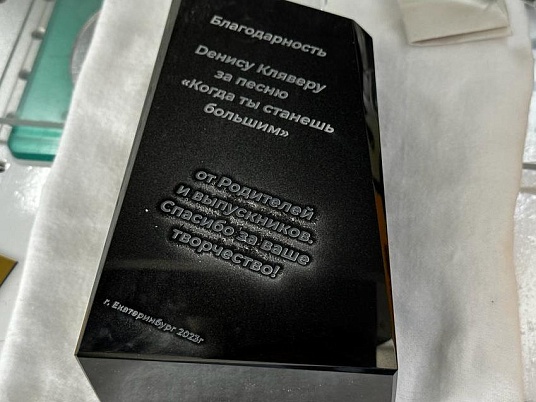 Благодарность
Денису Кляверу
за песню
«Когда ты станешь
большим»
от Родителей
и выпускников,
Спасибо за ваше
творчество!
г. Екатеринбург 2023г